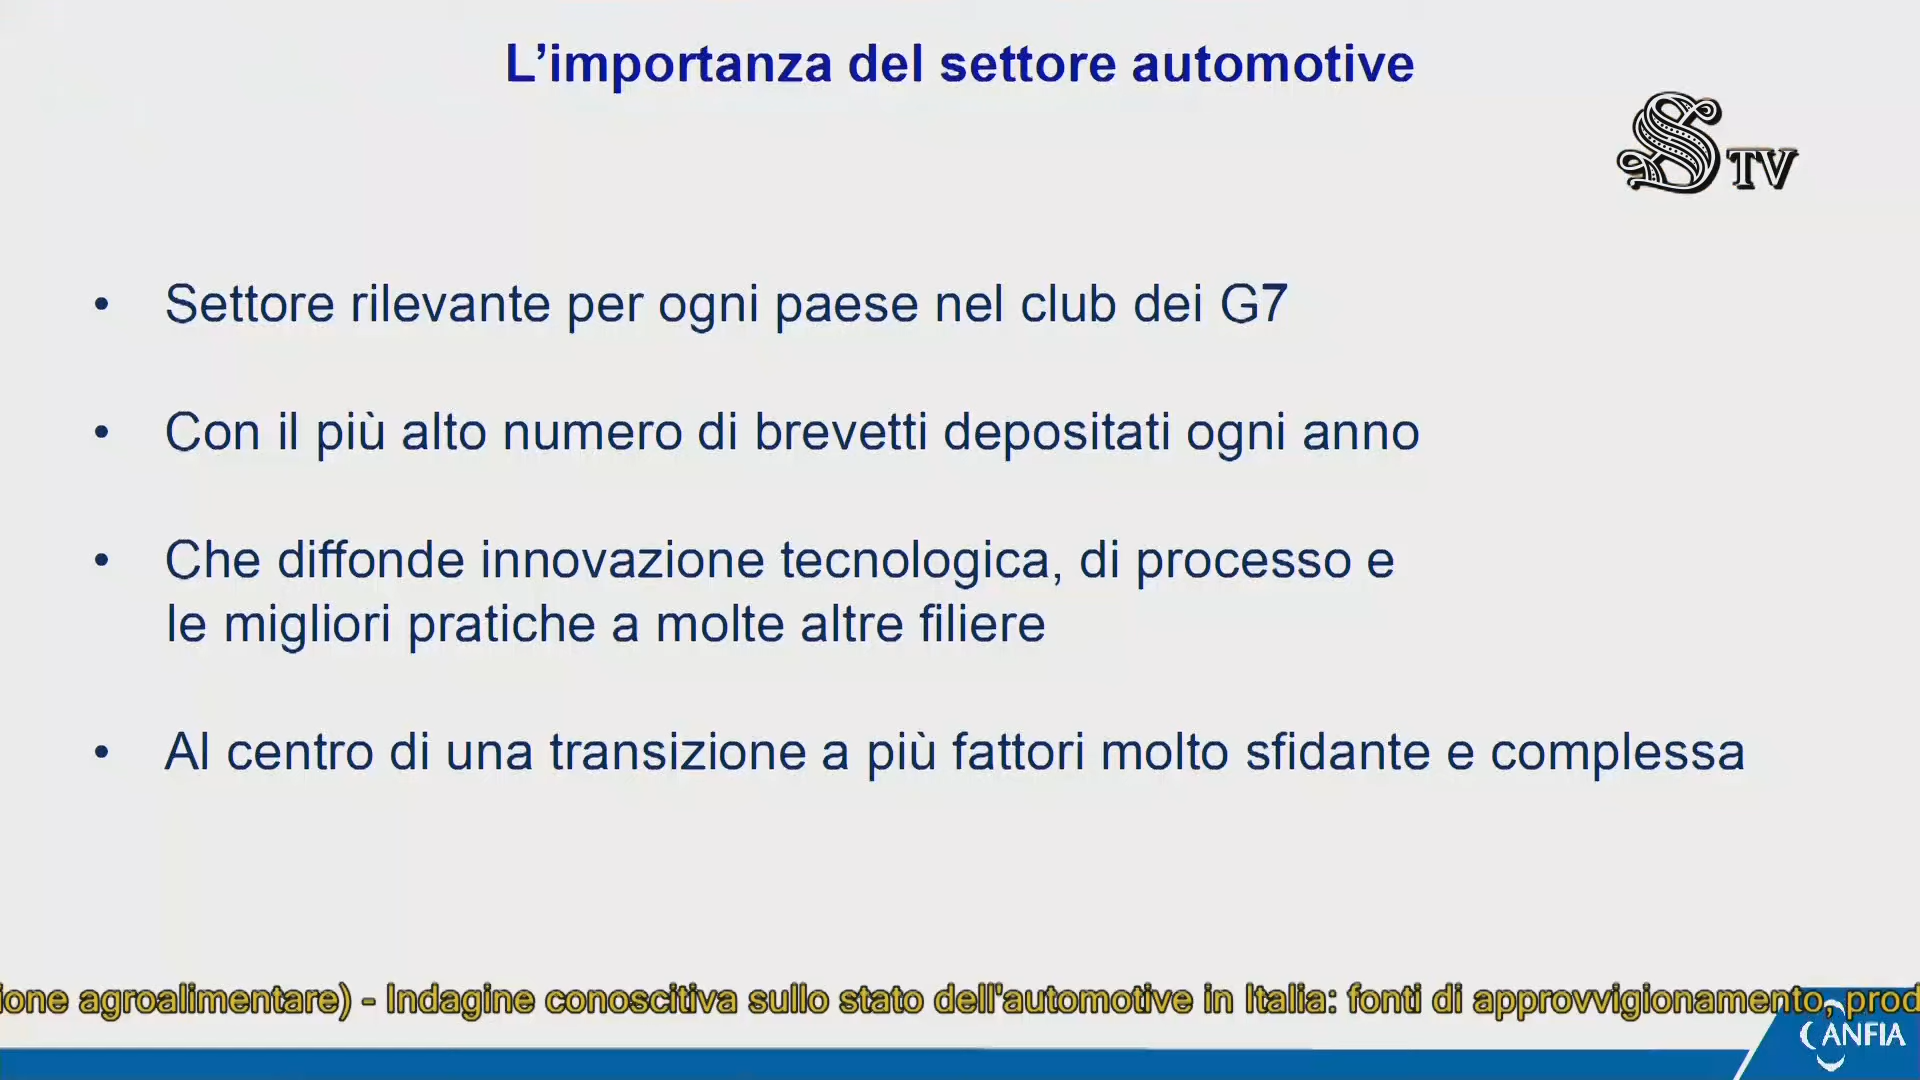 L’importanza del settore automotive
STV
• Settore rilevante per ogni paese nel club dei G7
• Con il più alto numero di brevetti depositati ogni anno
• Che diffonde innovazione tecnologica, di processo e
le migliori pratiche a molte altre filiere
• Al centro di una transizione a più fattori molto sfidante e complessa
ione agroalimentare) - Indagine conoscitiva sullo stato dell'automotive in Italia: fonti di approvvigionamento, prod
ANFIA